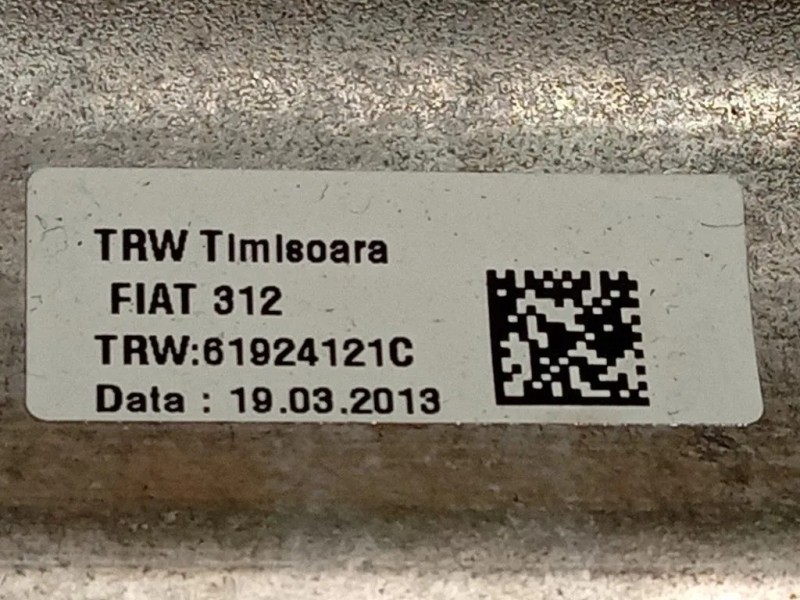 TRW Timisoara
FIAT 312
TRW:61924121C
Data : 19.03.2013